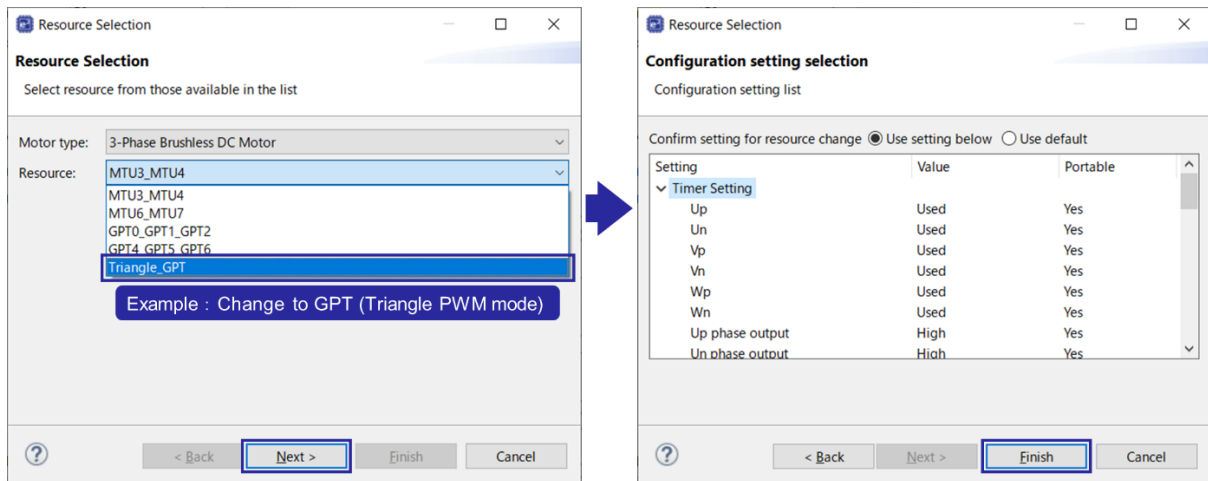 Resource Selection
Resource Selection
Select resource from those available in the list
Motor type: 3-Phase Brushless DC Motor
Resource: MTU3_MTU4
MTU3_MTU4
MTU6_MTU7
GPT0_GPT1_GPT2
GPT4_GPT5_GPT6
Triangle_GPT
Example : Change to GPT (Triangle PWM mode)
< Back Next > Finish Cancel
Resource Selection
Configuration setting selection
Configuration setting list
Confirm setting for resource change Use setting below Use default
Setting Value Portable
Timer Setting
Up Used Yes
Un Used Yes
Vp Used Yes
Vn Used Yes
Wp Used Yes
Wn Used Yes
Up phase output High Yes
Un phase output High Yes
< Back Next > Finish Cancel